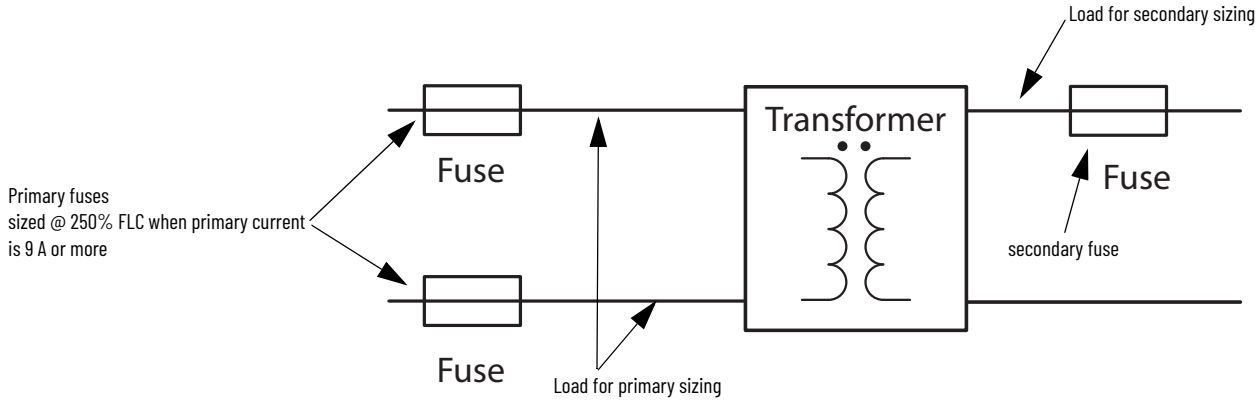 Load for secondary sizing
Transformer
Fuse
Fuse
Primary fuses
sized @ 250% FLC when primary current
is 9 A or more
secondary fuse
Fuse
Load for primary sizing